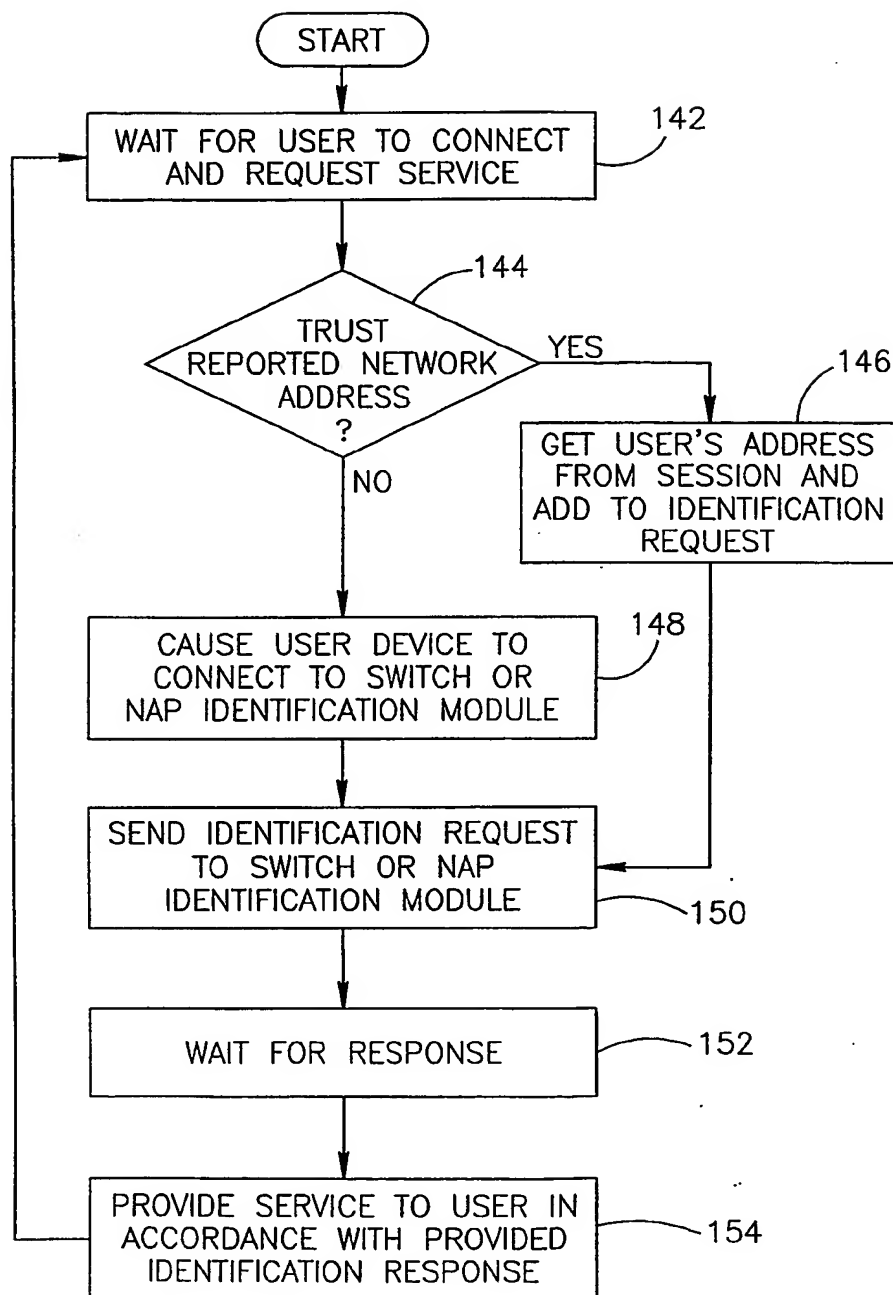 START
WAIT FOR USER TO CONNECT
AND REQUEST SERVICE
142
144
TRUST
REPORTED NETWORK
ADDRESS
?
YES
NO
146
GET USER'S ADDRESS
FROM SESSION AND
ADD TO IDENTIFICATION
REQUEST
148
CAUSE USER DEVICE TO
CONNECT TO SWITCH OR
NAP IDENTIFICATION MODULE
SEND IDENTIFICATION REQUEST
TO SWITCH OR NAP
IDENTIFICATION MODULE
150
WAIT FOR RESPONSE
152
PROVIDE SERVICE TO USER IN
ACCORDANCE WITH PROVIDED
IDENTIFICATION RESPONSE
154